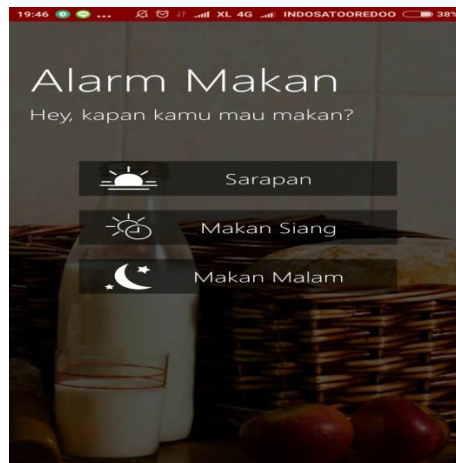 19:46 ... XL 4G INDOSATOOREDOO 38%
Alarm Makan
Hey, kapan kamu mau makan?
Sarapan
Makan Siang
Makan Malam